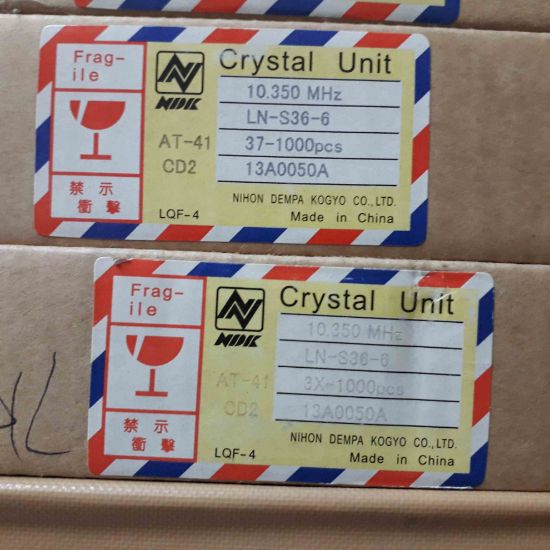 Frag-
ile
禁 示
衝擊
NDK
AT-41
CD2
LQF-4
Crystal Unit
10.350 MHz
LN-S36-6
37-1000pcs
13A0050A
NIHON DEMPA KOGYO CO.,LTD.
Made in China
Frag-
ile
禁 示
衝擊
NDK
AT-41
CD2
LQF-4
Crystal Unit
10.350 MHz
LN-S36-6
3X-1000pcs
13A0050A
NIHON DEMPA KOGYO CO.,LTD.
Made in China